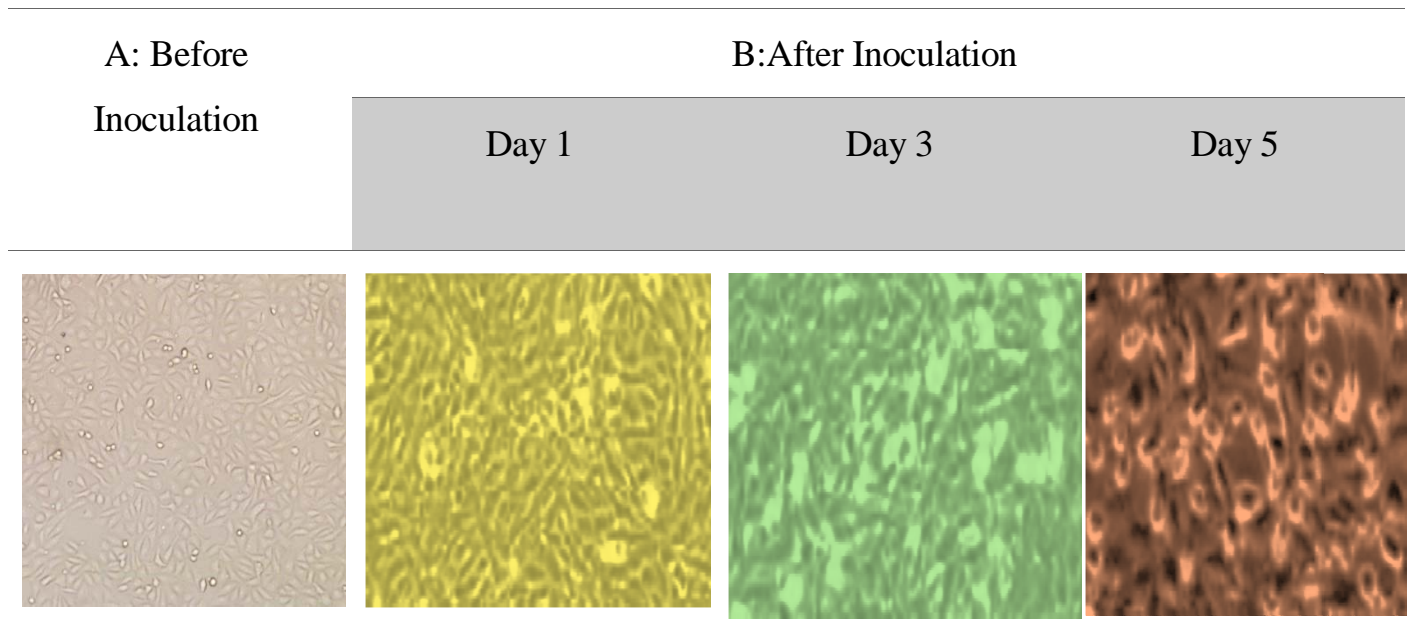 A: Before
Inoculation
B:After Inoculation
Day 1
Day 3
Day 5